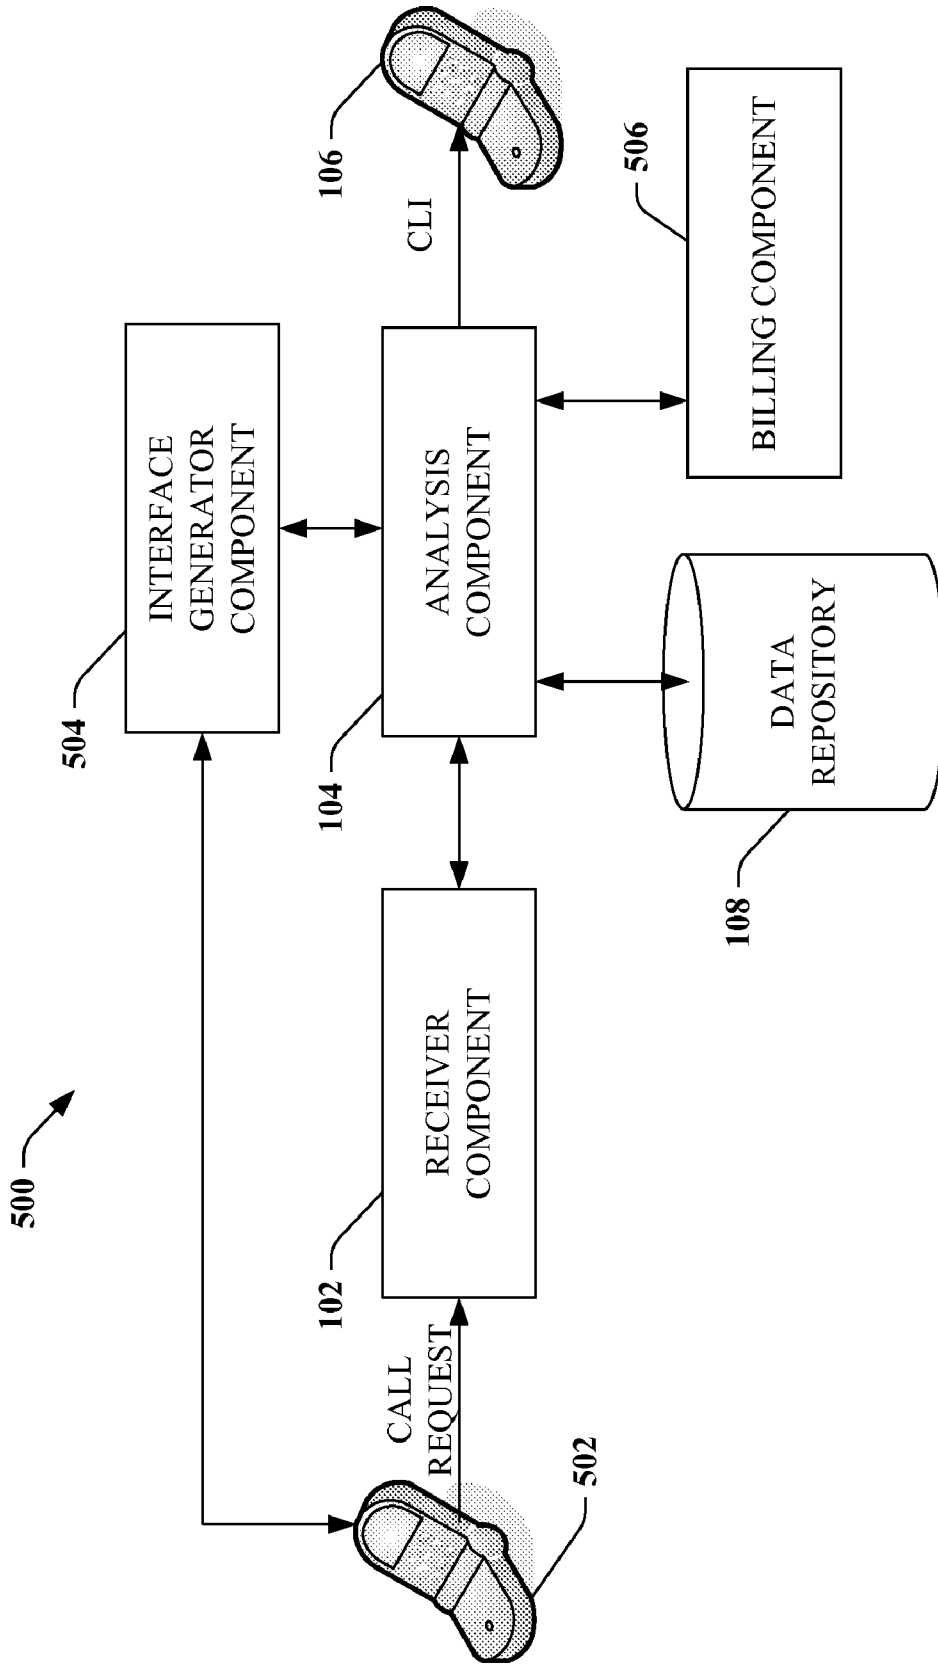 500
504
INTERFACE
GENERATOR
COMPONENT
106
CLI
502
CALL
REQUEST
102
RECEIVER
COMPONENT
104
ANALYSIS
COMPONENT
108
DATA
REPOSITORY
506
BILLING COMPONENT